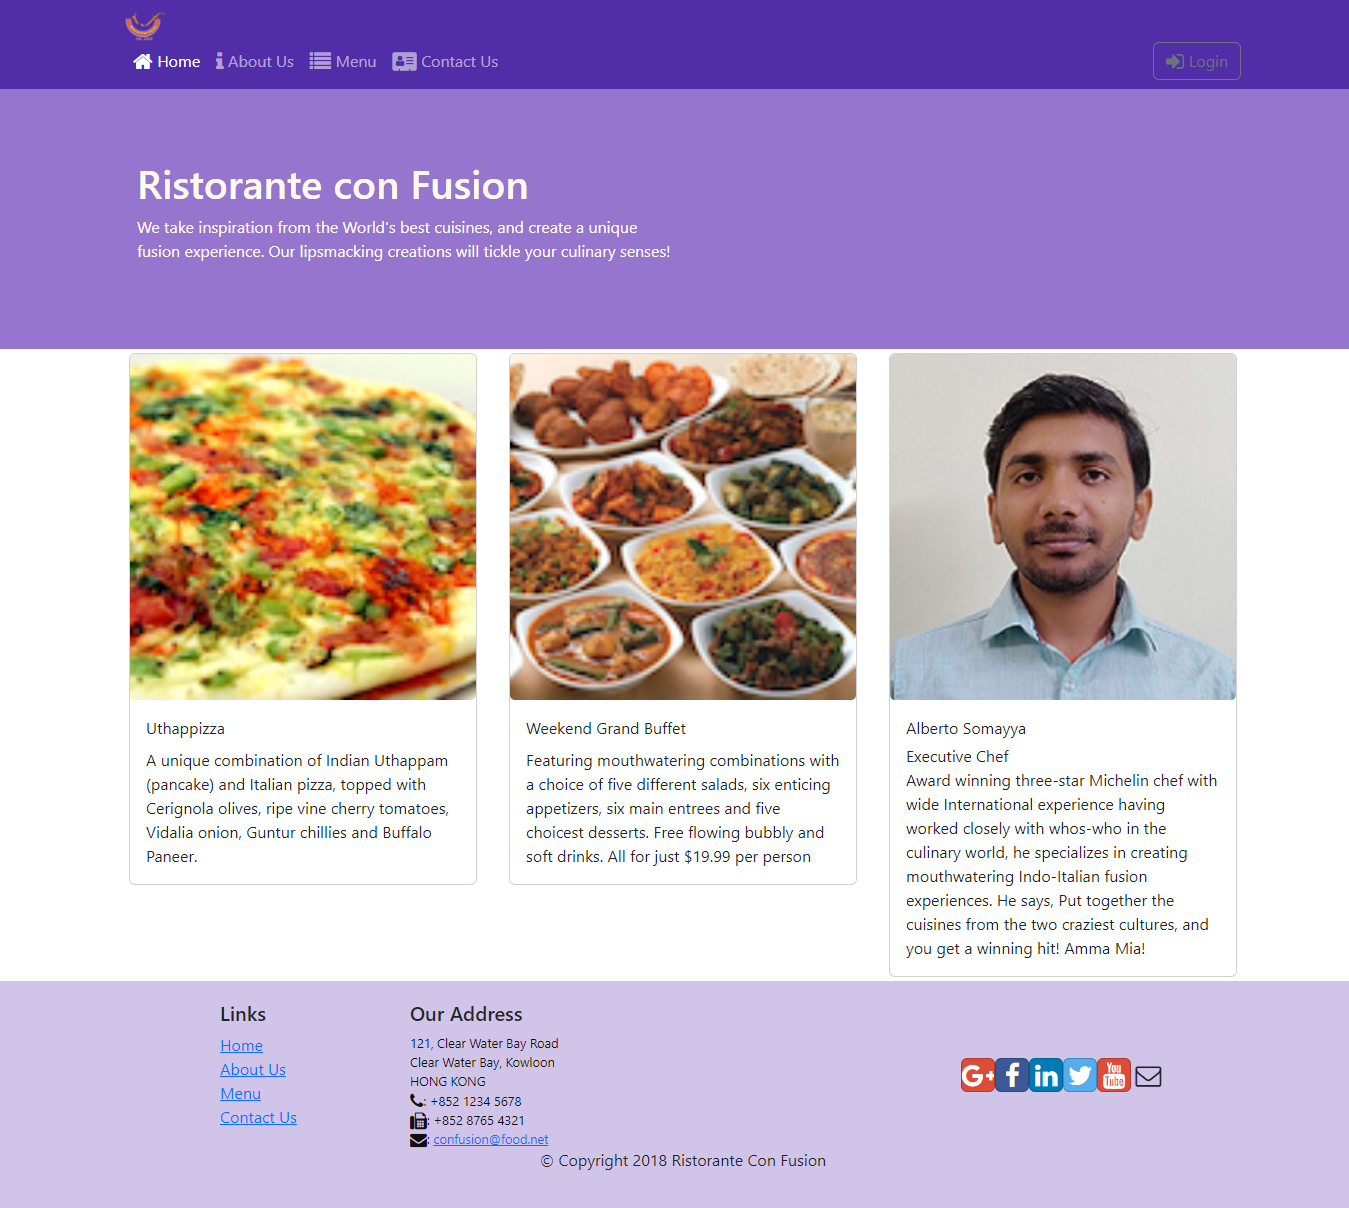 Home About Us Menu Contact Us Login
Ristorante con Fusion
We take inspiration from the World's best cuisines, and create a unique
fusion experience. Our lipsmacking creations will tickle your culinary senses!
Uthappizza
A unique combination of Indian Uthappam
(pancake) and Italian pizza, topped with
Cerignola olives, ripe vine cherry tomatoes,
Vidalia onion, Guntur chillies and Buffalo
Paneer.
Weekend Grand Buffet
Featuring mouthwatering combinations with
a choice of five different salads, six enticing
appetizers, six main entrees and five
choicest desserts. Free flowing bubbly and
soft drinks. All for just $19.99 per person
Alberto Somayya
Executive Chef
Award winning three-star Michelin chef with
wide International experience having
worked closely with whos-who in the
culinary world, he specializes in creating
mouthwatering Indo-Italian fusion
experiences. He says, Put together the
cuisines from the two craziest cultures, and
you get a winning hit! Amma Mia!
Links
Home
About Us
Menu
Contact Us
Our Address
121, Clear Water Bay Road
Clear Water Bay, Kowloon
HONG KONG
: +852 1234 5678
: +852 8765 4321
: confusion@food.net
G+ f in You Tube
© Copyright 2018 Ristorante Con Fusion